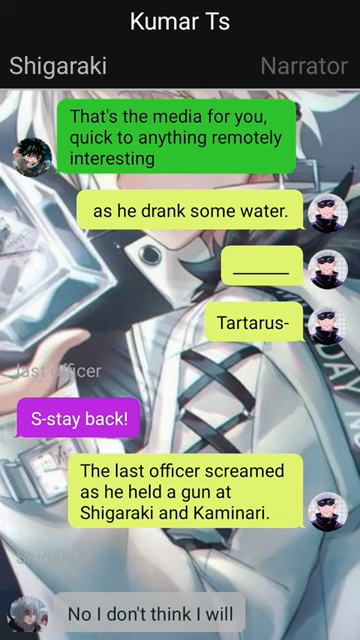 Kumar Ts
Shigaraki
Narrator
That's the media for you,
quick to anything remotely
interesting
as he drank some water.
_______
Tartarus-
last officer
S-stay back!
The last officer screamed
as he held a gun at
Shigaraki and Kaminari.
Shigaraki
No I don't think I will